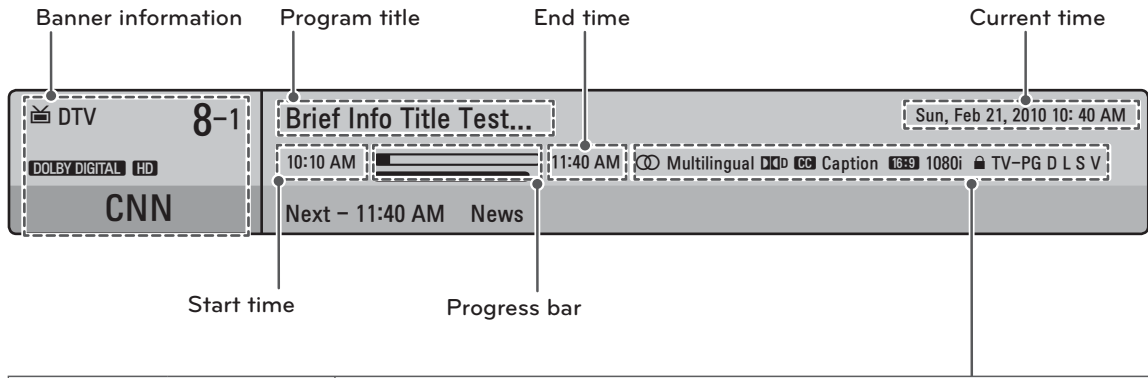 Banner information Program title End time Current time
DTV 8-1 Brief Info Title Test... Sun, Feb 21, 2010 10: 40 AM
DOLBY DIGITAL HD 10:10 AM 11:40 AM Multilingual D CC Caption 16:9 1080i TV-PG D L S V
CNN Next - 11:40 AM News
Start time Progress bar